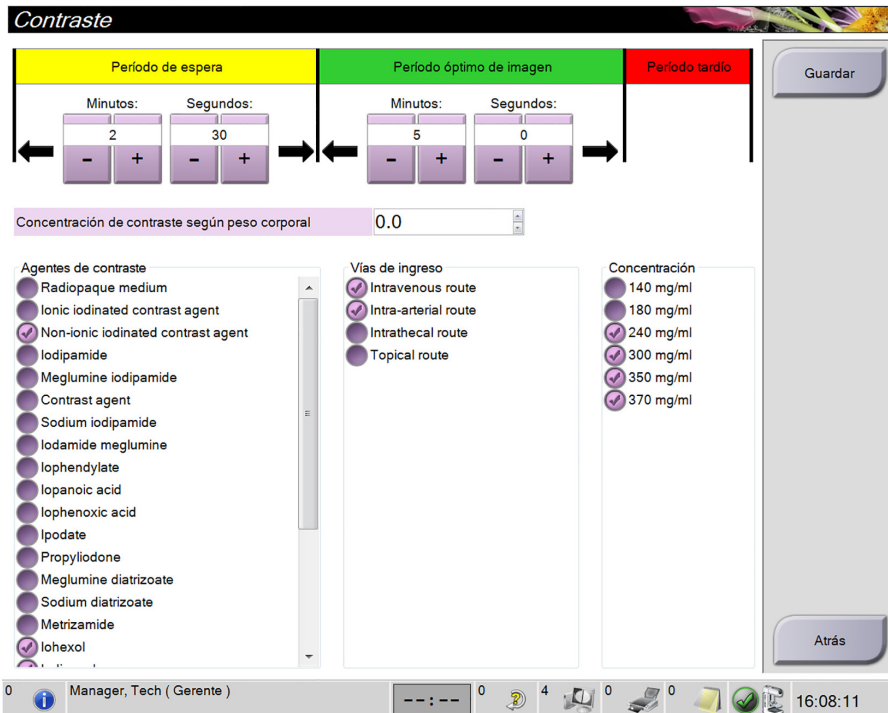 Contraste
Período de espera
Período óptimo de imagen
Período tardío
Guardar
Minutos:
Segundos:
Minutos:
Segundos:
2
30
5
0
-
+
-
+
-
+
-
+
Concentración de contraste según peso corporal
0.0
Agentes de contraste
Radiopaque medium
Ionic iodinated contrast agent
Non-ionic iodinated contrast agent
Iodipamide
Meglumine iodipamide
Contrast agent
Sodium iodipamide
Iodamide meglumine
Iophendylate
Iopanoic acid
Iophenoxic acid
Ipodate
Propyliodone
Meglumine diatrizoate
Sodium diatrizoate
Metrizamide
Iohexol
Vías de ingreso
Intravenous route
Intra-arterial route
Intrathecal route
Topical route
Concentración
140 mg/ml
180 mg/ml
240 mg/ml
300 mg/ml
350 mg/ml
370 mg/ml
Atrás
0
Manager, Tech ( Gerente )
--:--
0
4
0
0
16:08:11